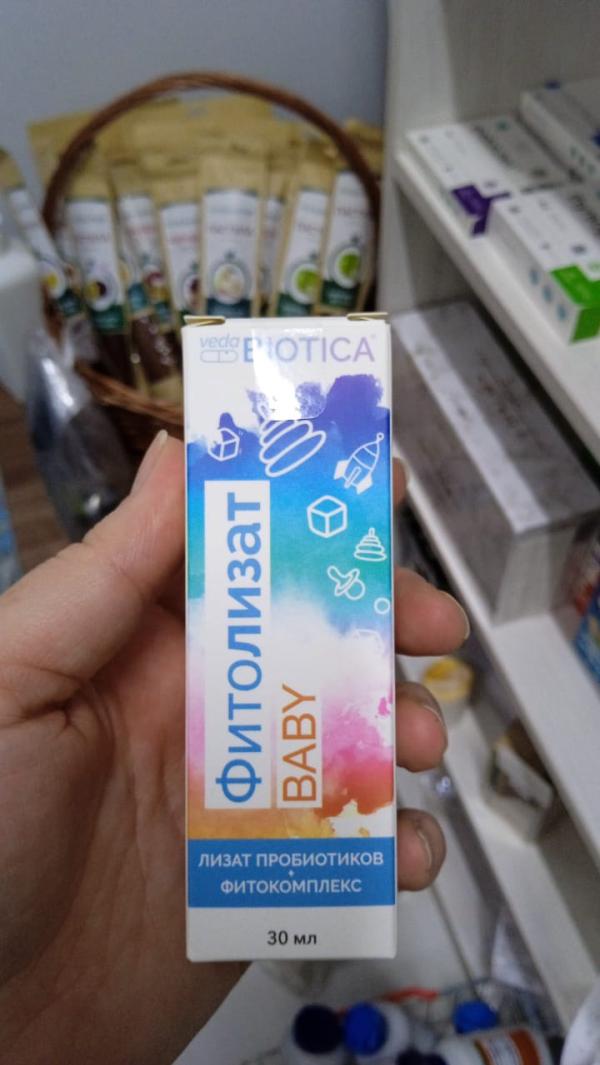 veda
BIOTICA
Фитолизат
BABY
ЛИЗАТ ПРОБИОТИКОВ
+
ФИТОКОМПЛЕКС
30 мл